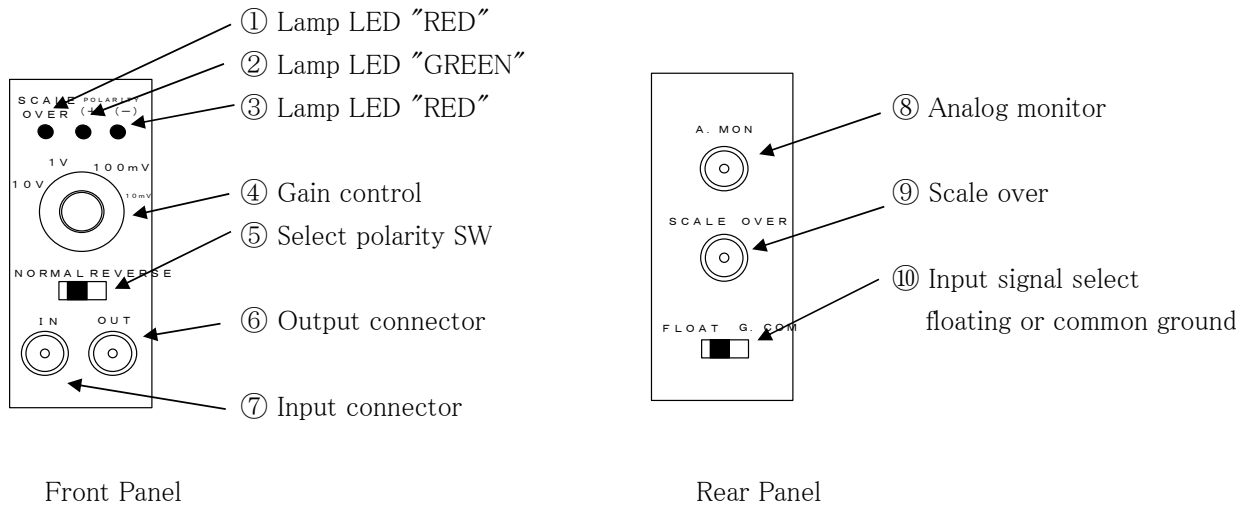 ① Lamp LED ″RED″
② Lamp LED ″GREEN″
③ Lamp LED ″RED″
SCALE OVER
POLARITY
(+) (−)
1V
100mV
10V
10mV
④ Gain control
⑤ Select polarity SW
NORMAL REVERSE
IN OUT
⑥ Output connector
⑦ Input connector
Front Panel
A. MON
⑧ Analog monitor
SCALE OVER
⑨ Scale over
⑩ Input signal select
floating or common ground
FLOAT G. COM
Rear Panel